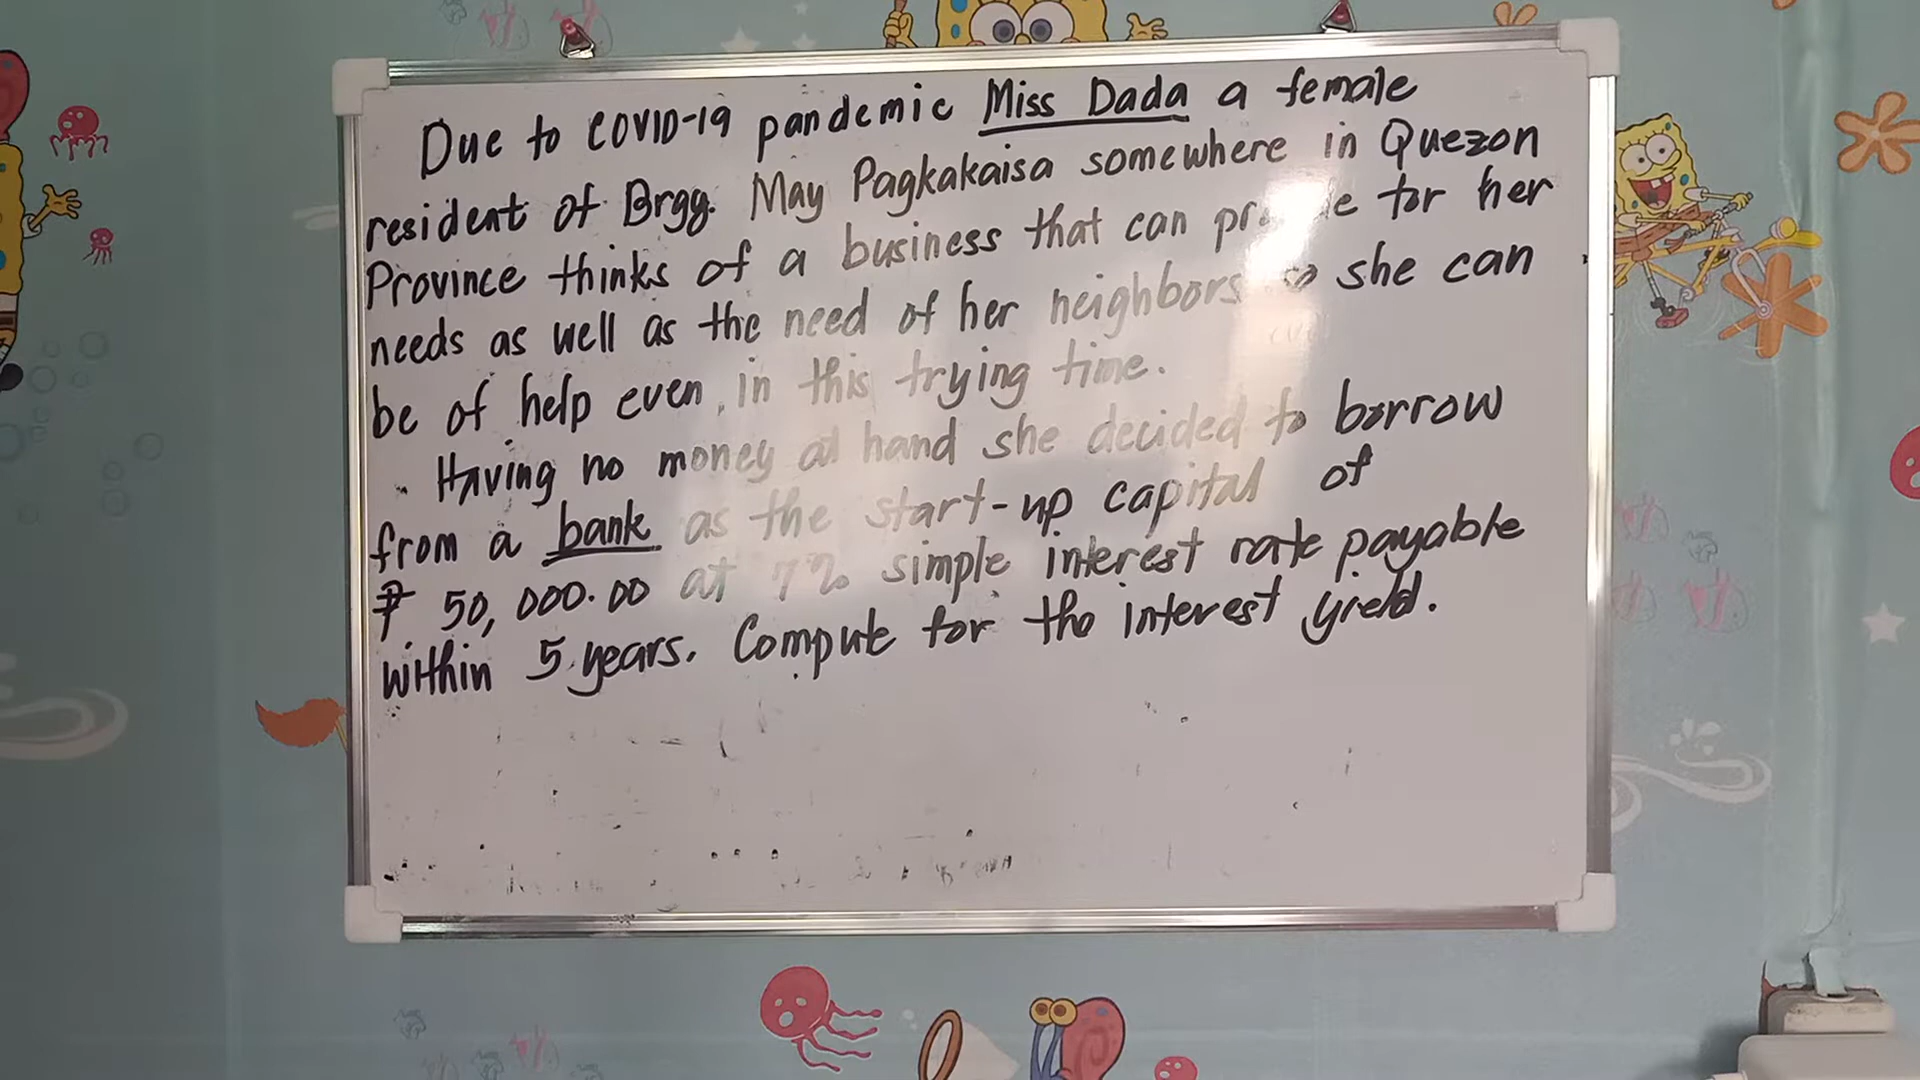 Due to COVID-19 pandemic Miss Dada a female
resident of Brgy. May Pagkakaisa somewhere in Quezon
Province thinks of a business that can for her
needs as well as the need of her neighbors so she can
be of help even in this trying time.
Having no money at hand she decided to borrow
from a bank as the start-up capital of
₱ 50,000.00 at 7% simple interest rate payable
within 5 years. Compute for the interest yield.